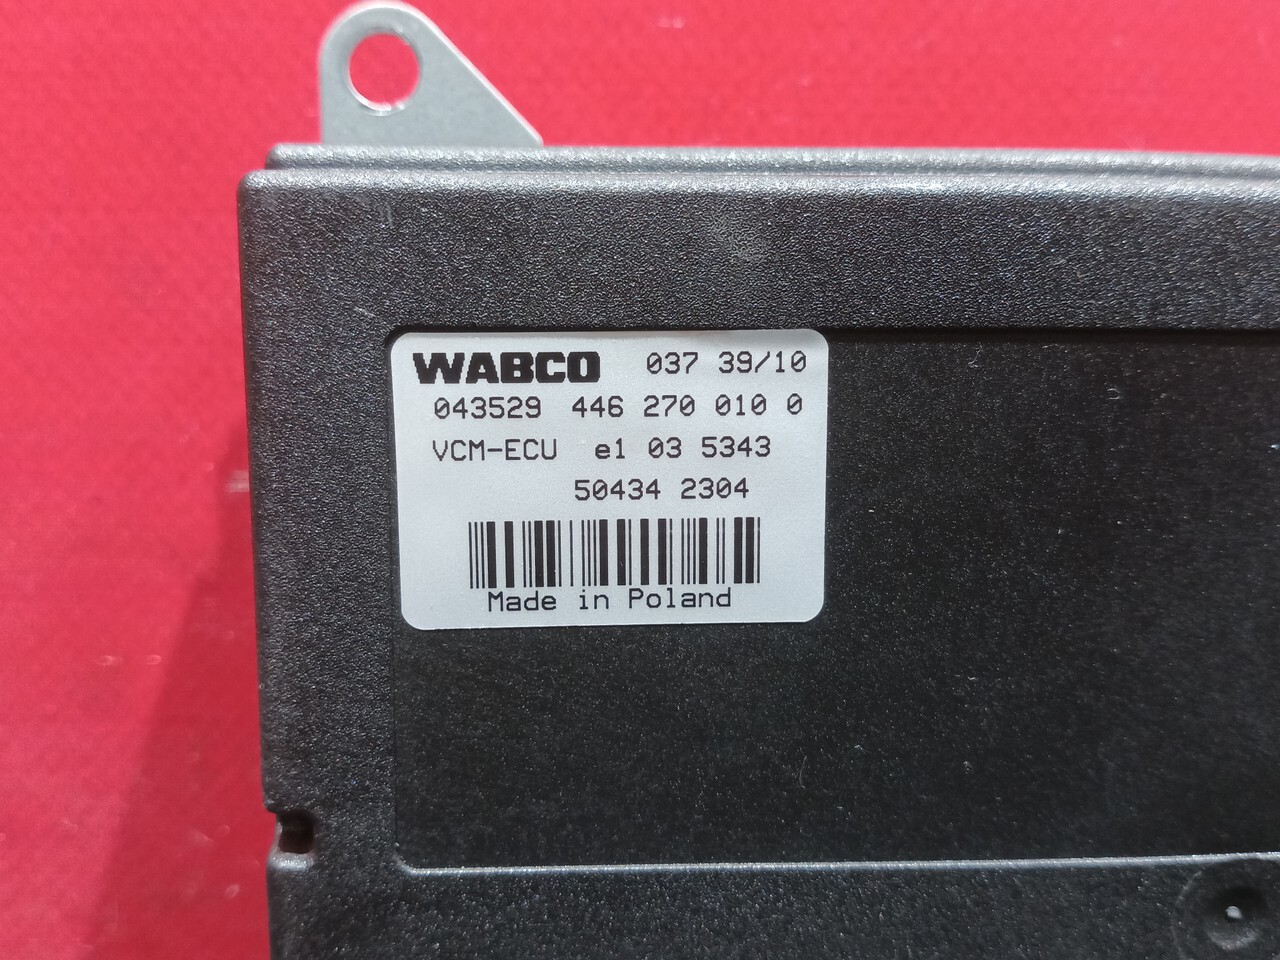 WABCO 037 39/10
043529 446 270 010 0
VCM-ECU e1 03 5343
50434 2304
Made in Poland